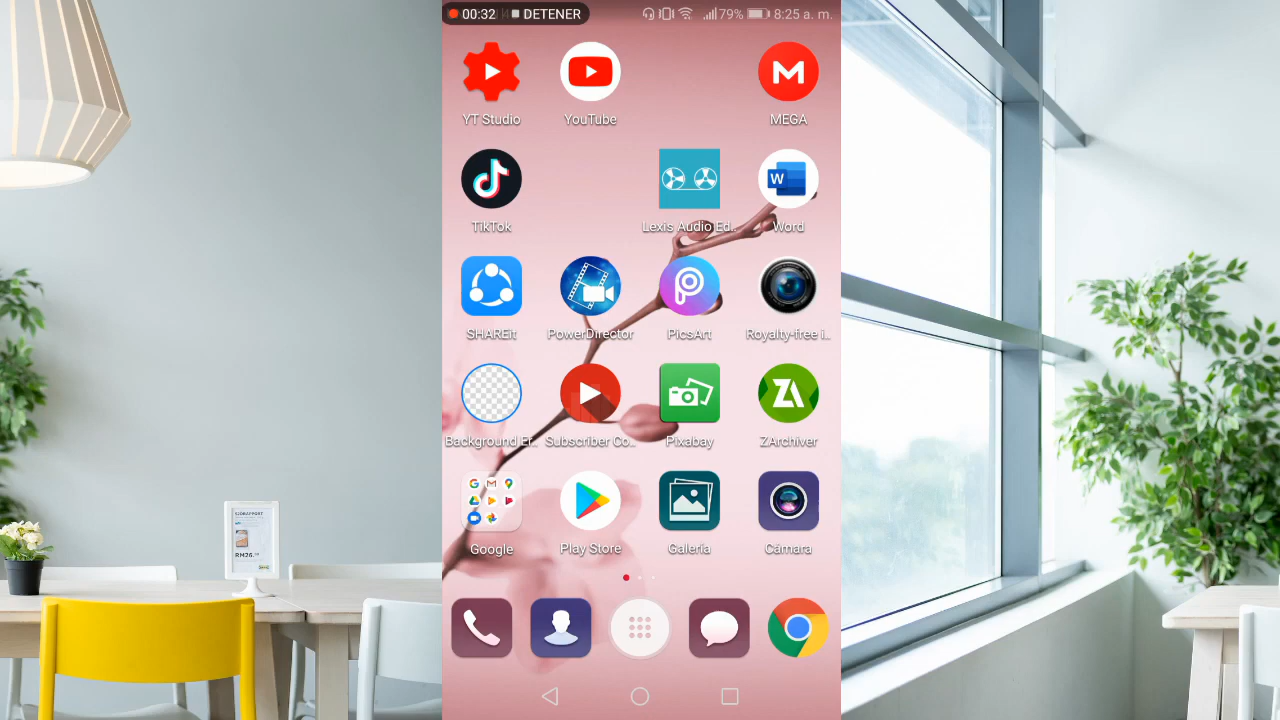 00:32 DETENER 79% 8:25 a. m.
YT Studio YouTube MEGA
TikTok Lexis Audio Ed.. Word
SHAREit PowerDirector PicsArt Royalty-free i..
Background Er.. Subscriber Co.. Pixabay ZArchiver
Google Play Store Galería Cámara
RM26.